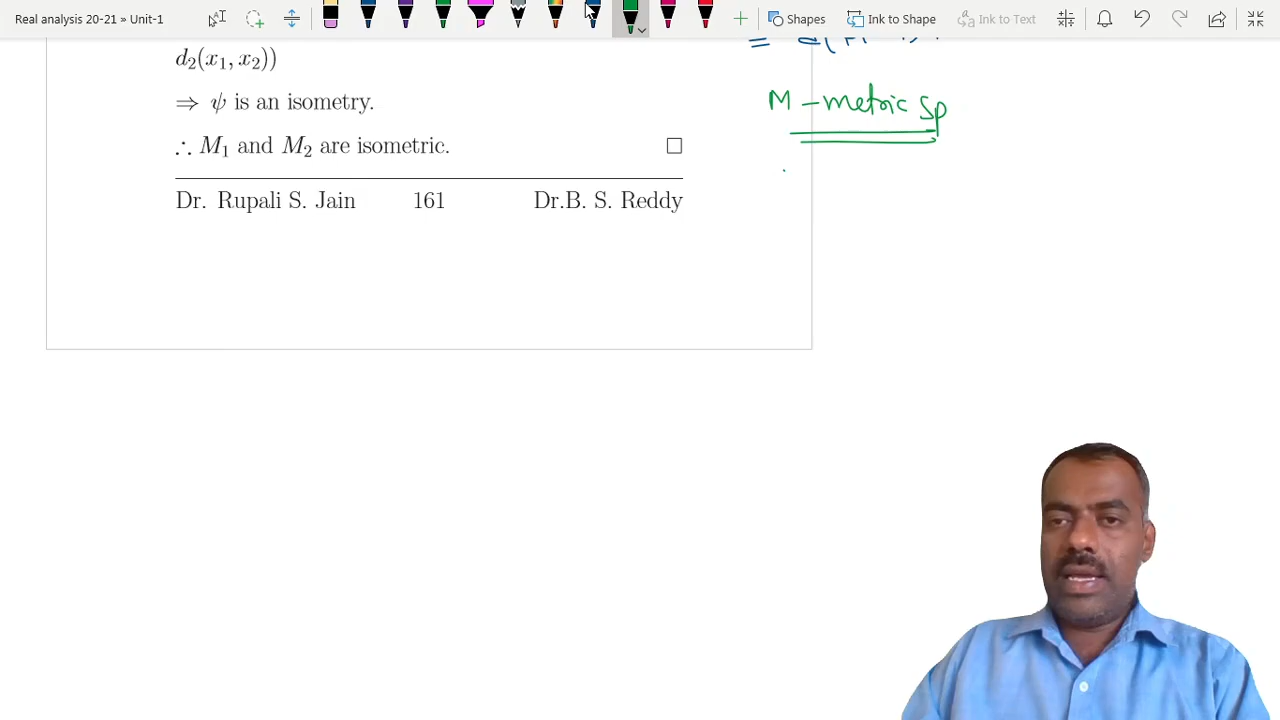 Real analysis 20-21 » Unit-1
Shapes
Ink to Shape
Ink to Text
d₂(x₁, x₂))
⇒ ψ is an isometry.
∴ M₁ and M₂ are isometric. □
Dr. Rupali S. Jain 161 Dr.B. S. Reddy
M – metric Sp